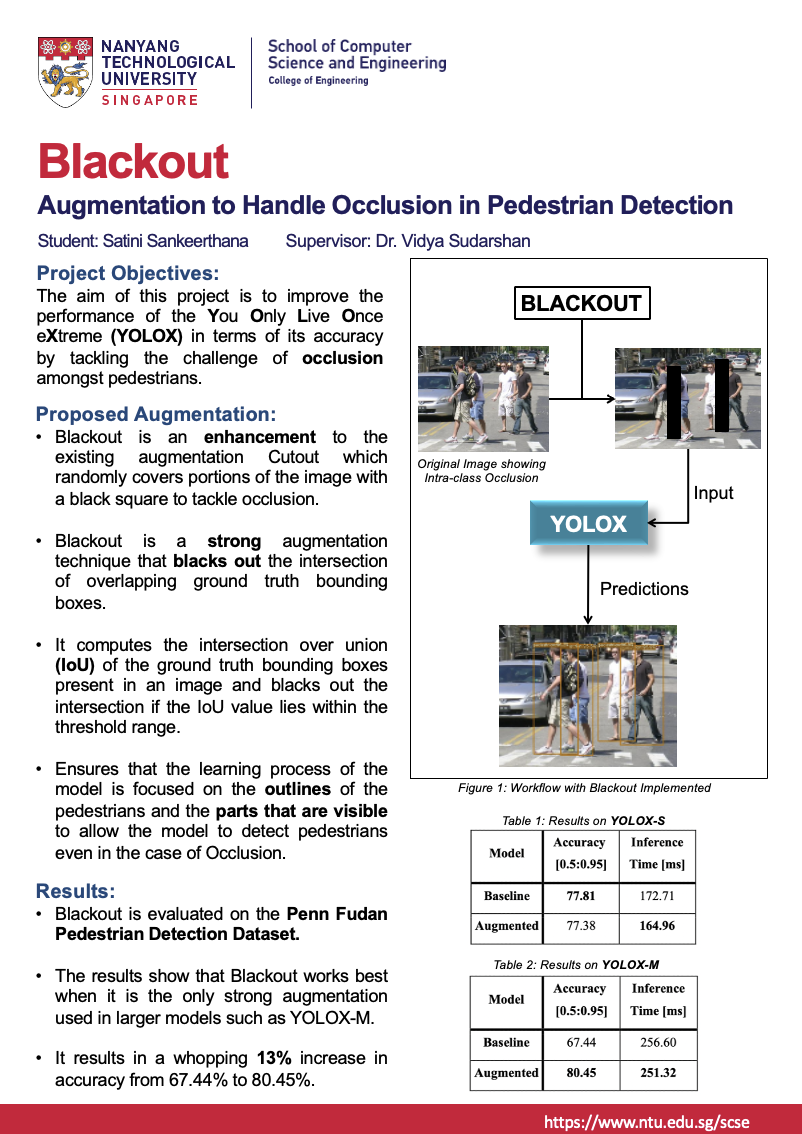 NANYANG
TECHNOLOGICAL
UNIVERSITY
SINGAPORE
School of Computer
Science and Engineering
College of Engineering
Blackout
Augmentation to Handle Occlusion in Pedestrian Detection
Student: Satini Sankeerthana Supervisor: Dr. Vidya Sudarshan
Project Objectives:
The aim of this project is to improve the
performance of the You Only Live Once
eXtreme (YOLOX) in terms of its accuracy
by tackling the challenge of occlusion
amongst pedestrians.
Proposed Augmentation:
• Blackout is an enhancement to the
existing augmentation Cutout which
randomly covers portions of the image with
a black square to tackle occlusion.
• Blackout is a strong augmentation
technique that blacks out the intersection
of overlapping ground truth bounding
boxes.
• It computes the intersection over union
(IoU) of the ground truth bounding boxes
present in an image and blacks out the
intersection if the IoU value lies within the
threshold range.
• Ensures that the learning process of the
model is focused on the outlines of the
pedestrians and the parts that are visible
to allow the model to detect pedestrians
even in the case of Occlusion.
Results:
• Blackout is evaluated on the Penn Fudan
Pedestrian Detection Dataset.
• The results show that Blackout works best
when it is the only strong augmentation
used in larger models such as YOLOX-M.
• It results in a whopping 13% increase in
accuracy from 67.44% to 80.45%.
BLACKOUT
Original Image showing
Intra-class Occlusion
Input
YOLOX
Predictions
Figure 1: Workflow with Blackout Implemented
Table 1: Results on YOLOX-S
Model Accuracy [0.5:0.95] Inference Time [ms]
Baseline 77.81 172.71
Augmented 77.38 164.96
Table 2: Results on YOLOX-M
Model Accuracy [0.5:0.95] Inference Time [ms]
Baseline 67.44 256.60
Augmented 80.45 251.32
https://www.ntu.edu.sg/scse